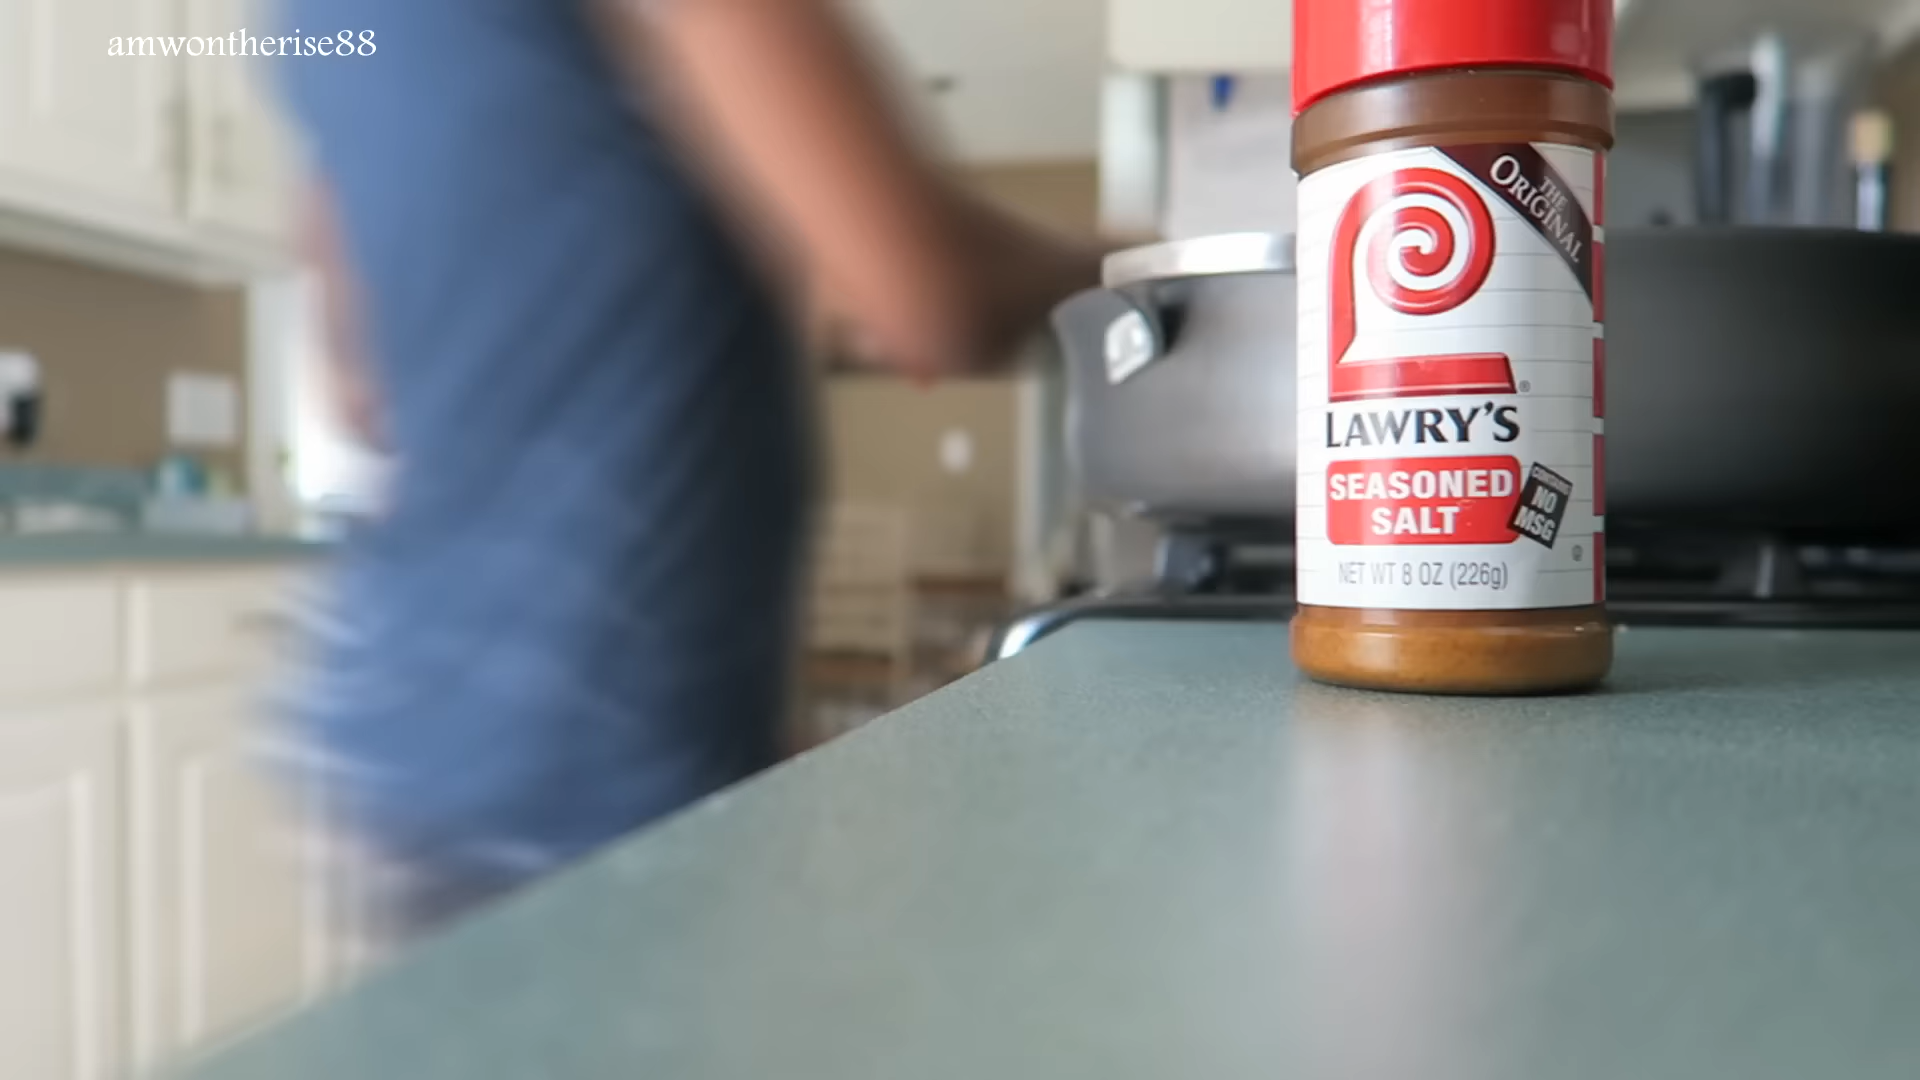 amwontherise88
THE
ORIGINAL
LAWRY'S
SEASONED
SALT
NO
MSG
NET WT 8 OZ (226g)